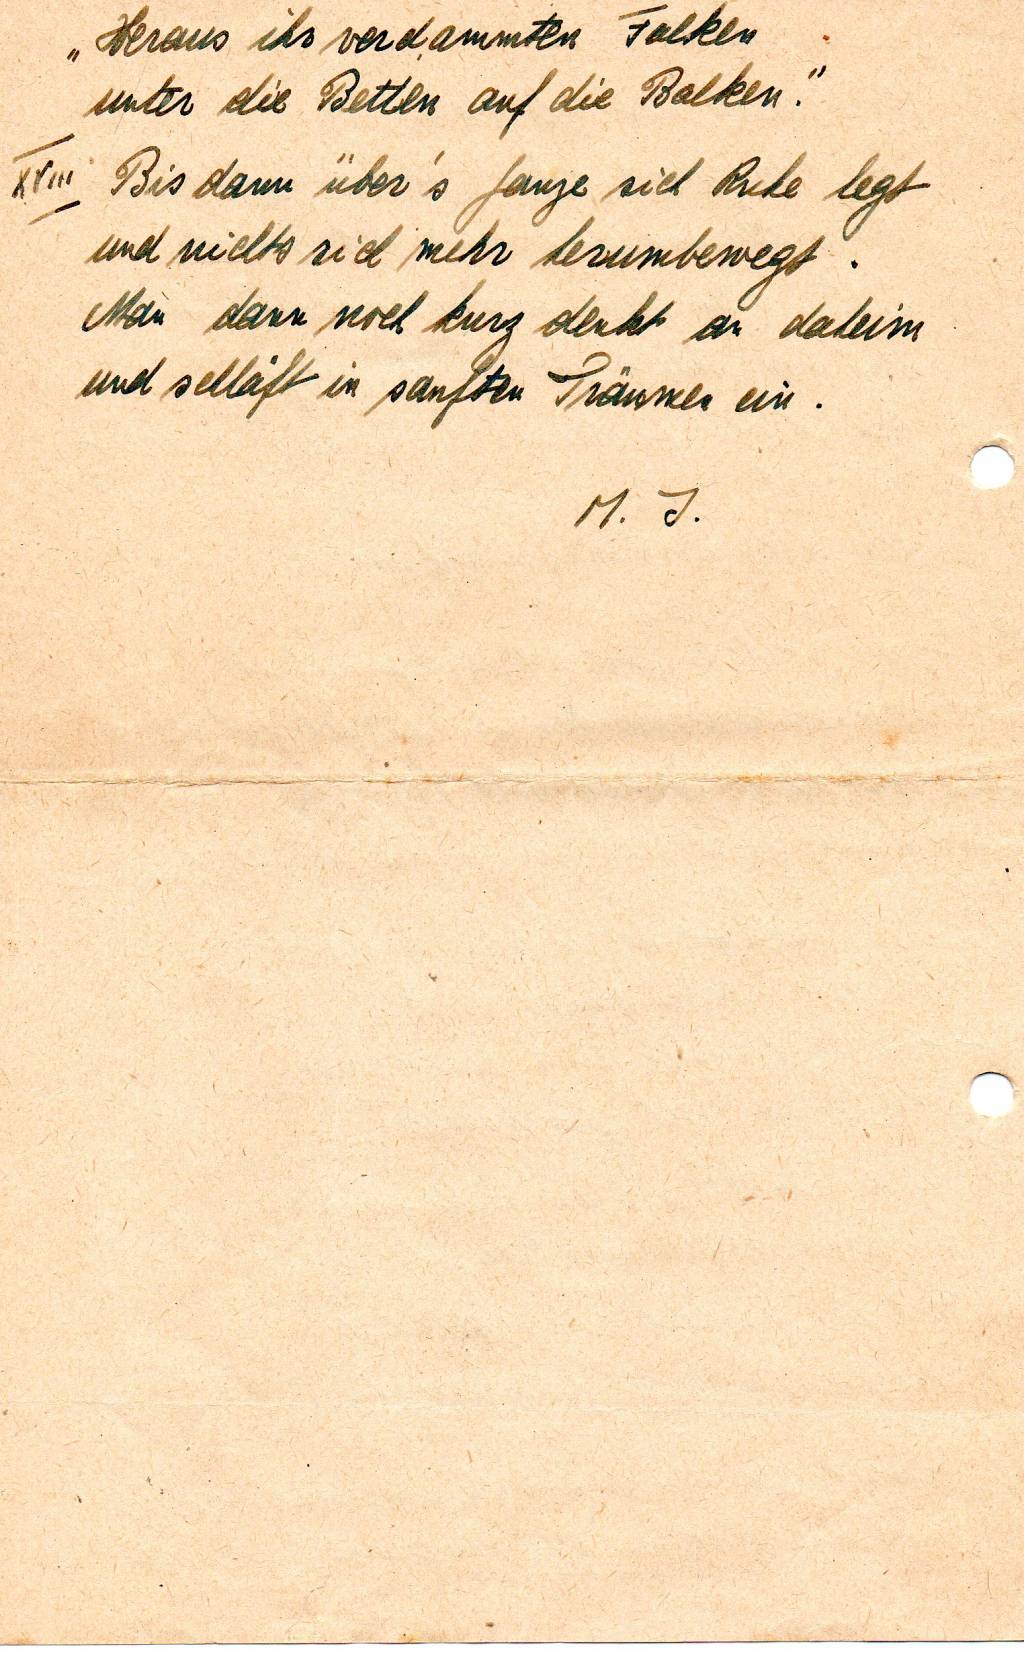 „Heraus ihr verdammten Falken
unter die Betten auf die Balken."
XVIII Bis dann über's ganze sich Ruhe legt
und nichts sich mehr herumbewegt.
Man dann noch kurz denkt an daheim
und schläft in sanften Träumen ein.
M. J.